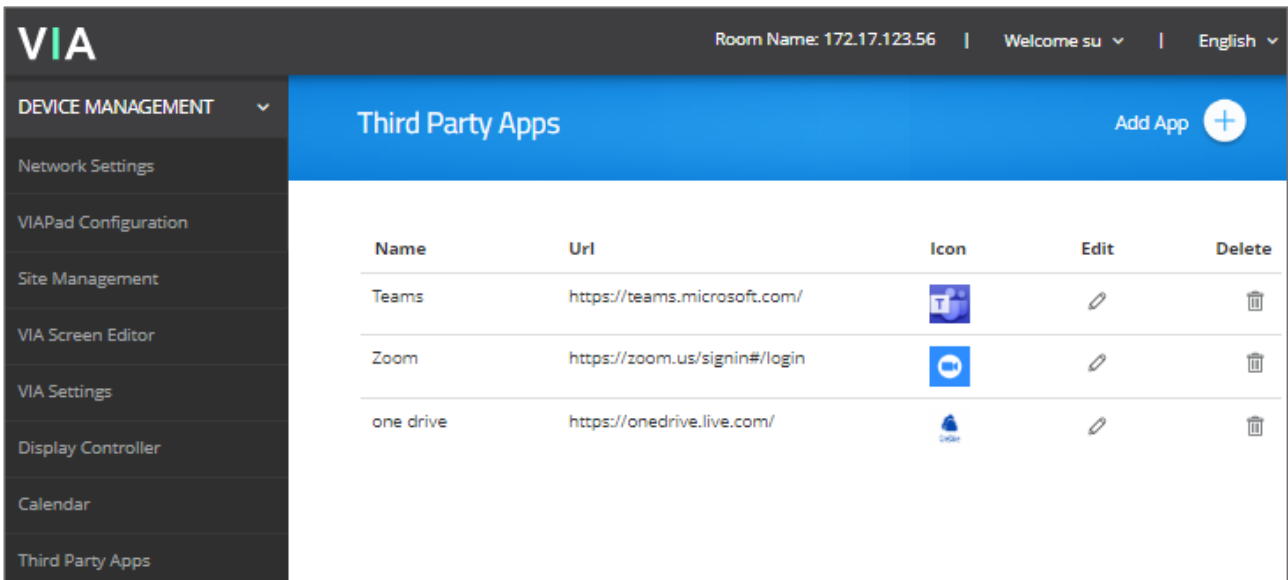 VIA
Room Name: 172.17.123.56 | Welcome su | English
DEVICE MANAGEMENT
Network Settings
VIAPad Configuration
Site Management
VIA Screen Editor
VIA Settings
Display Controller
Calendar
Third Party Apps
Third Party Apps
Add App
Name Url Icon Edit Delete
Teams https://teams.microsoft.com/ T
Zoom https://zoom.us/signin#/login
one drive https://onedrive.live.com/